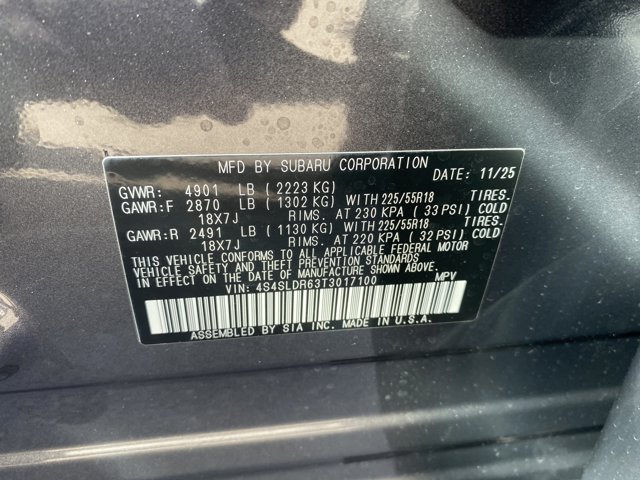 MFD BY SUBARU CORPORATION DATE: 11/25
GVWR: 4901 LB (2223 KG)
GAWR:F 2870 LB (1302 KG) WITH 225/55R18 TIRES.
18X7J RIMS. AT 230 KPA (33 PSI) COLD
GAWR:R 2491 LB (1130 KG) WITH 225/55R18 TIRES.
18X7J RIMS. AT 220 KPA (32 PSI) COLD
THIS VEHICLE CONFORMS TO ALL APPLICABLE FEDERAL MOTOR
VEHICLE SAFETY AND THEFT PREVENTION STANDARDS
IN EFFECT ON THE DATE OF MANUFACTURE SHOWN ABOVE.
VIN: 4S4SLDR63T3017100 MPV
ASSEMBLED BY SIA INC. MADE IN U.S.A.